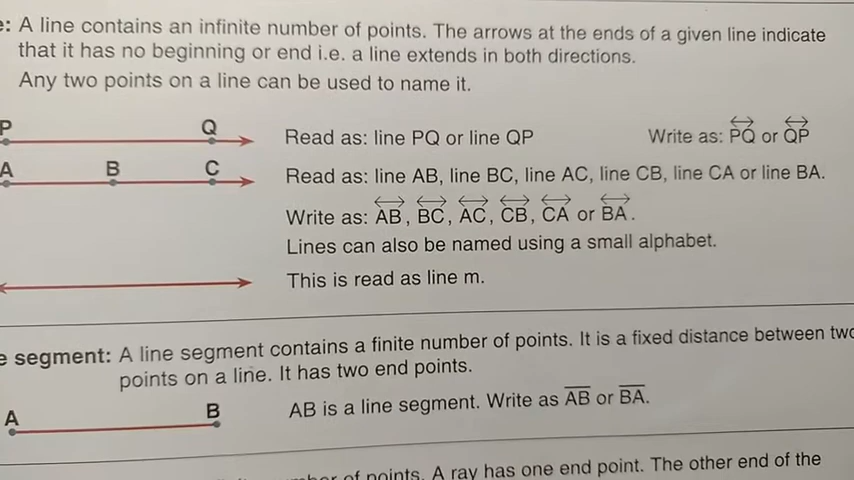 e: A line contains an infinite number of points. The arrows at the ends of a given line indicate
that it has no beginning or end i.e. a line extends in both directions.
Any two points on a line can be used to name it.
P Q Read as: line PQ or line QP Write as: PQ or QP
A B C Read as: line AB, line BC, line AC, line CB, line CA or line BA.
Write as: AB, BC, AC, CB, CA or BA.
Lines can also be named using a small alphabet.
This is read as line m.
e segment: A line segment contains a finite number of points. It is a fixed distance between two
points on a line. It has two end points.
A B AB is a line segment. Write as AB or BA.
of points. A ray has one end point. The other end of the